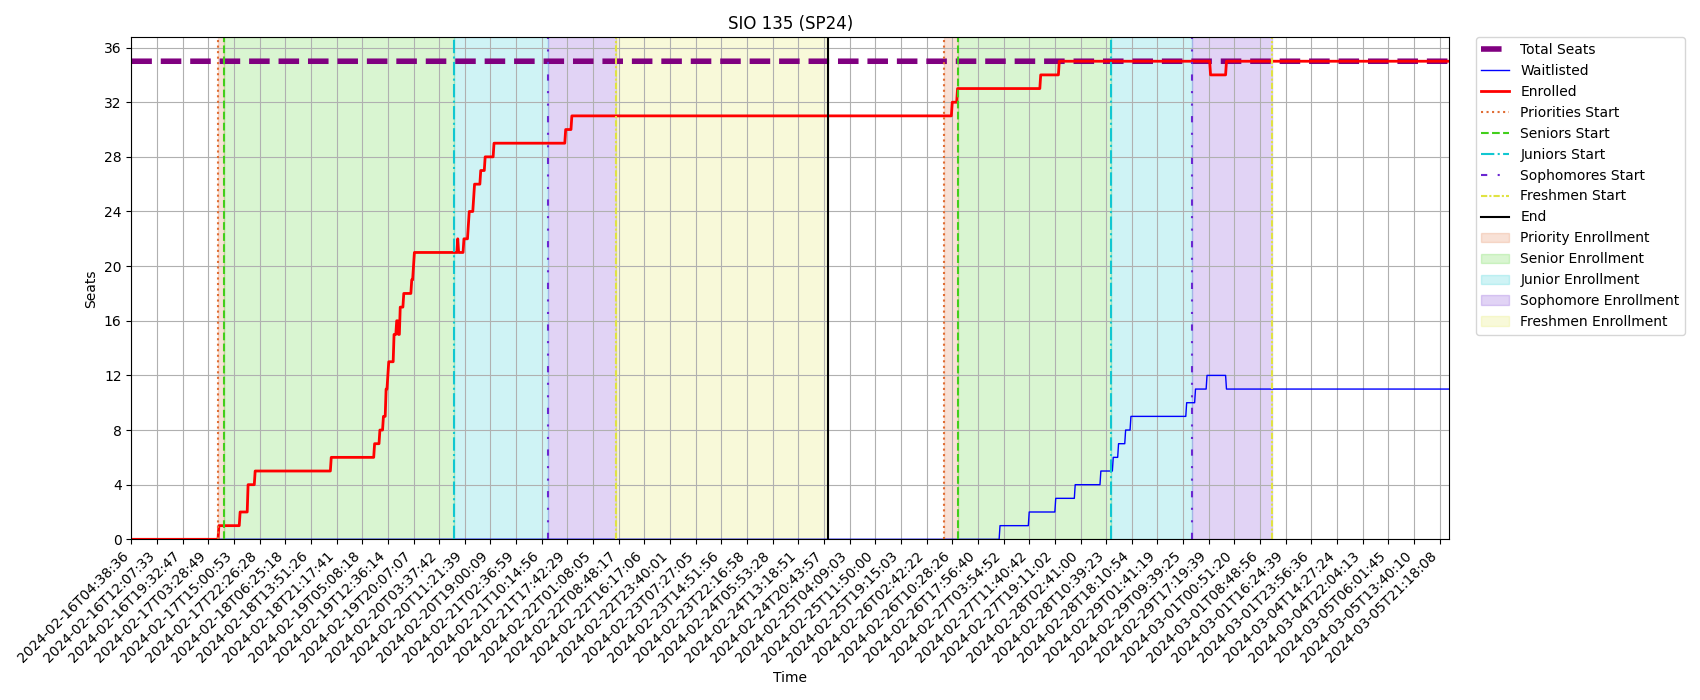 SIO 135 (SP24)
36
32
28
24
20
16
12
8
4
0
Seats
2024-02-16T04:38:36
2024-02-16T12:07:33
2024-02-16T19:32:47
2024-02-17T03:28:49
2024-02-17T15:00:53
2024-02-17T22:26:28
2024-02-18T06:25:18
2024-02-18T13:51:26
2024-02-18T21:17:41
2024-02-19T05:08:18
2024-02-19T12:36:14
2024-02-19T20:07:07
2024-02-20T03:37:42
2024-02-20T11:21:39
2024-02-20T19:00:09
2024-02-21T02:36:59
2024-02-21T10:14:56
2024-02-21T17:42:29
2024-02-22T01:08:05
2024-02-22T08:48:17
2024-02-22T16:17:06
2024-02-22T23:40:01
2024-02-23T07:27:05
2024-02-23T14:51:56
2024-02-23T22:16:58
2024-02-24T05:53:28
2024-02-24T13:18:51
2024-02-24T20:43:57
2024-02-25T04:09:03
2024-02-25T11:50:00
2024-02-25T19:15:03
2024-02-26T02:42:22
2024-02-26T10:28:26
2024-02-26T17:56:40
2024-02-27T03:54:52
2024-02-27T11:40:42
2024-02-27T19:11:02
2024-02-28T02:41:00
2024-02-28T10:39:23
2024-02-28T18:10:54
2024-02-29T01:41:19
2024-02-29T09:39:25
2024-02-29T17:19:39
2024-03-01T00:51:20
2024-03-01T08:48:56
2024-03-01T16:24:39
2024-03-01T23:56:36
2024-03-04T14:27:24
2024-03-04T22:04:13
2024-03-05T06:01:45
2024-03-05T13:40:10
2024-03-05T21:18:08
Time
Total Seats
Waitlisted
Enrolled
Priorities Start
Seniors Start
Juniors Start
Sophomores Start
Freshmen Start
End
Priority Enrollment
Senior Enrollment
Junior Enrollment
Sophomore Enrollment
Freshmen Enrollment